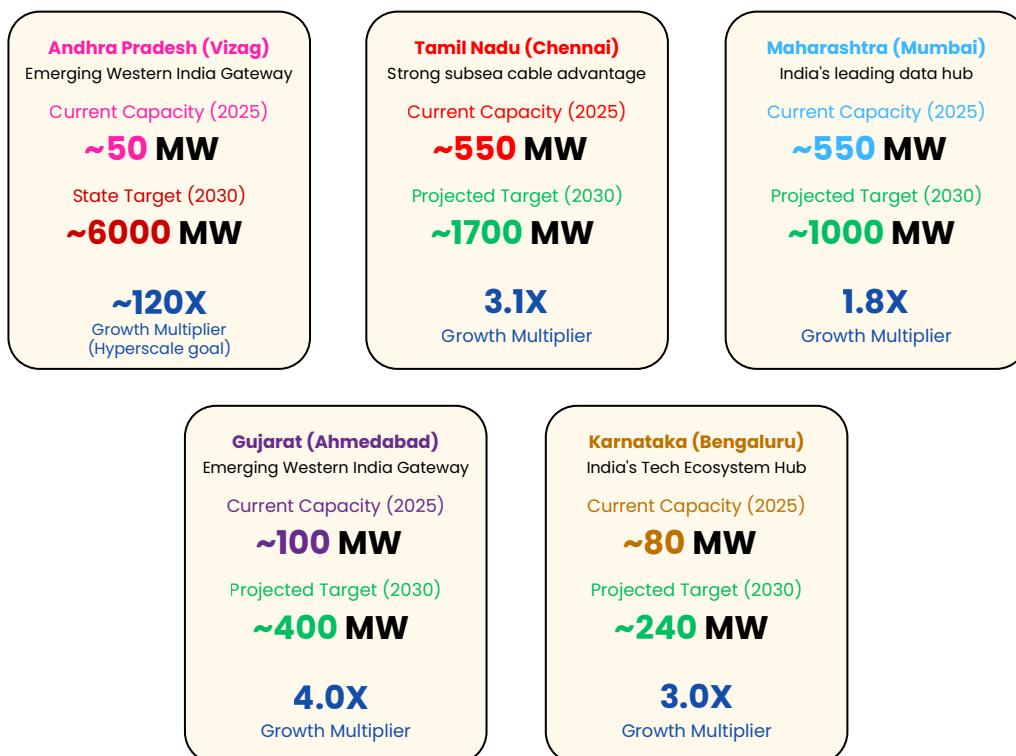 Andhra Pradesh (Vizag)
Emerging Western India Gateway
Current Capacity (2025)
~50 MW
State Target (2030)
~6000 MW
~120X
Growth Multiplier
(Hyperscale goal)
Tamil Nadu (Chennai)
Strong subsea cable advantage
Current Capacity (2025)
~550 MW
Projected Target (2030)
~1700 MW
3.1X
Growth Multiplier
Maharashtra (Mumbai)
India's leading data hub
Current Capacity (2025)
~550 MW
Projected Target (2030)
~1000 MW
1.8X
Growth Multiplier
Gujarat (Ahmedabad)
Emerging Western India Gateway
Current Capacity (2025)
~100 MW
Projected Target (2030)
~400 MW
4.0X
Growth Multiplier
Karnataka (Bengaluru)
India's Tech Ecosystem Hub
Current Capacity (2025)
~80 MW
Projected Target (2030)
~240 MW
3.0X
Growth Multiplier